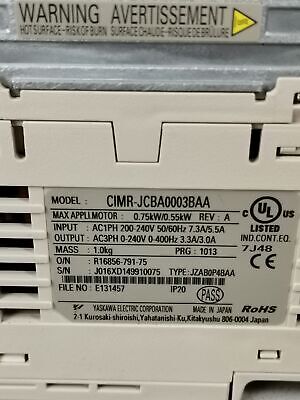 WARNING AVERTISSEMENT
HOT SURFACE-RISK OF BURN SURFACE CHAUDE-RISQUE DE BRULURE
MODEL : CIMR-JCBA0003BAA
MAX APPLI.MOTOR : 0.75kW/0.55kW REV : A
INPUT : AC1PH 200-240V 50/60Hz 7.3A/5.5A
OUTPUT : AC3PH 0-240V 0-400Hz 3.3A/3.0A
MASS : 1.0kg PRG : 1013
O/N : R16856-791-75
S/N : J016XD149910075 TYPE:JZAB0P4BAA
FILE NO : E131457 IP20 PASS
C UL US
LISTED
IND.CONT.EQ.
7J48
RoHS
YASKAWA ELECTRIC CORPORATION MADE IN JAPAN
2-1 Kurosaki-shiroishi,Yahatanishi-Ku,Kitakyushu 806-0004 Japan